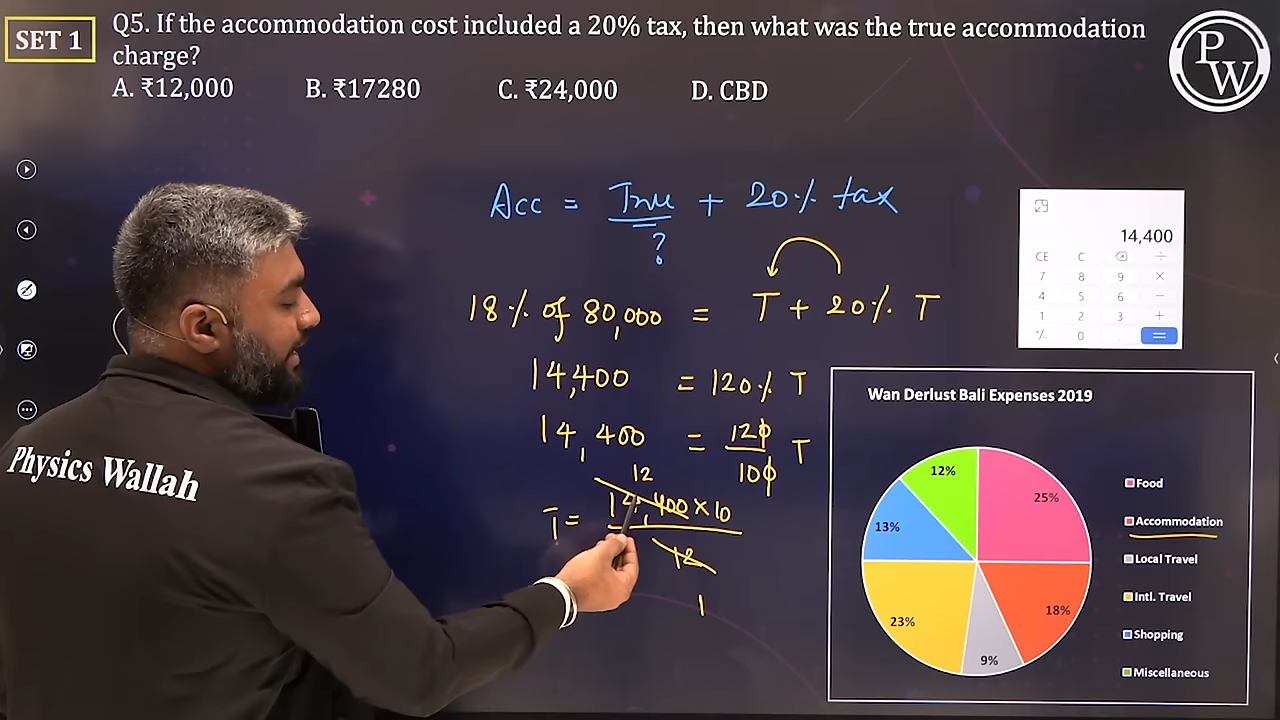 SET 1
Q5. If the accommodation cost included a 20% tax, then what was the true accommodation
charge?
A. ₹12,000 B. ₹17280 C. ₹24,000 D. CBD
PW
Acc = True + 20% tax
?
18% of 80,000 = T + 20% T
14,400 = 120% T
14,400 = 120/100 T
12
T = 14,400 × 10 / 12
1
14,400
CE C ÷
7 8 9 ×
4 5 6 −
1 2 3 +
+/− 0 . =
Physics Wallah
Wan Derlust Bali Expenses 2019
12%
25%
13%
23%
18%
9%
Food
Accommodation
Local Travel
Intl. Travel
Shopping
Miscellaneous